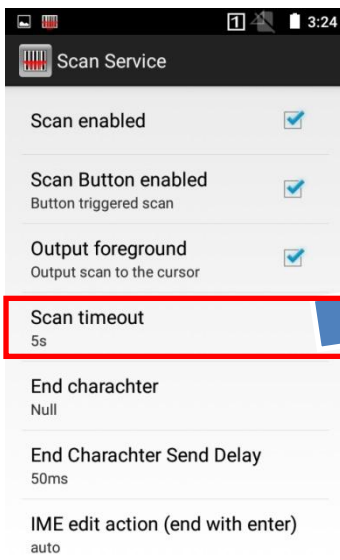 1 3:24
Scan Service
Scan enabled
Scan Button enabled
Button triggered scan
Output foreground
Output scan to the cursor
Scan timeout
5s
End charachter
Null
End Charachter Send Delay
50ms
IME edit action (end with enter)
auto